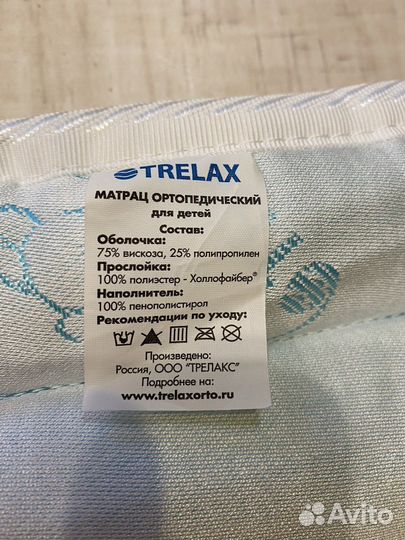 TRELAX
МАТРАЦ ОРТОПЕДИЧЕСКИЙ
для детей
Состав:
Оболочка:
75% вискоза, 25% полипропилен
Прослойка:
100% полиэстер - Холлофайбер®
Наполнитель:
100% пенополистирол
Рекомендации по уходу:
Произведено:
Россия, ООО "ТРЕЛАКС"
Подробнее на:
www.trelaxorto.ru
Avito